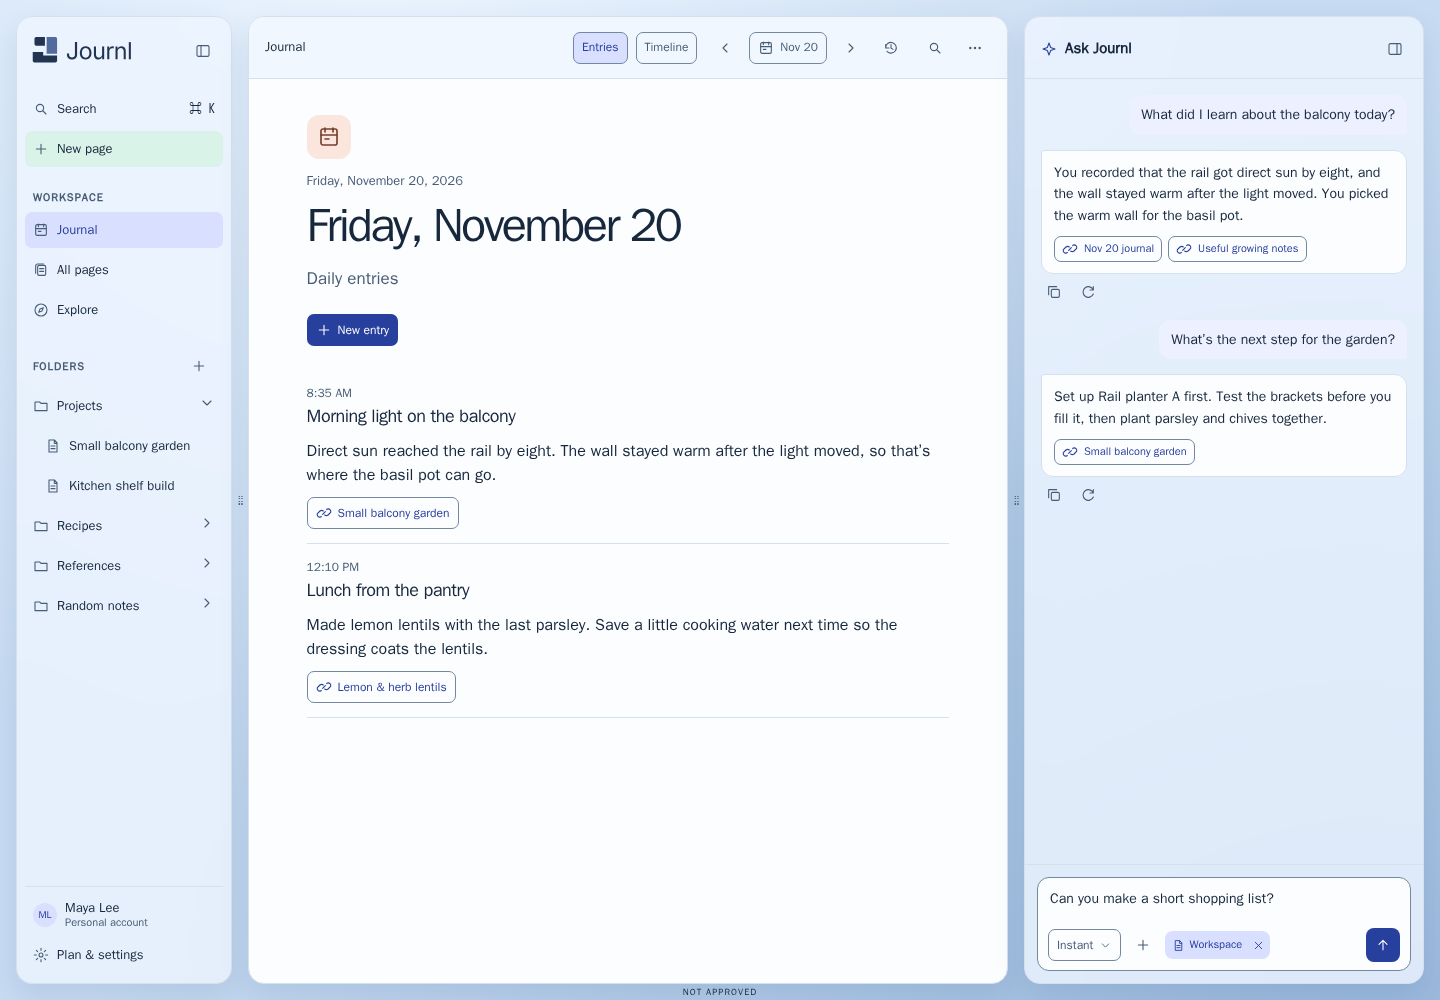 Journl
Search
⌘ K
New page
WORKSPACE
Journal
All pages
Explore
FOLDERS
Projects
Small balcony garden
Kitchen shelf build
Recipes
References
Random notes
ML
Maya Lee
Personal account
Plan & settings
Journal
Entries
Timeline
Nov 20
Friday, November 20, 2026
Friday, November 20
Daily entries
New entry
8:35 AM
Morning light on the balcony
Direct sun reached the rail by eight. The wall stayed warm after the light moved, so that's
where the basil pot can go.
Small balcony garden
12:10 PM
Lunch from the pantry
Made lemon lentils with the last parsley. Save a little cooking water next time so the
dressing coats the lentils.
Lemon & herb lentils
Ask Journl
What did I learn about the balcony today?
You recorded that the rail got direct sun by eight, and
the wall stayed warm after the light moved. You picked
the warm wall for the basil pot.
Nov 20 journal
Useful growing notes
What's the next step for the garden?
Set up Rail planter A first. Test the brackets before you
fill it, then plant parsley and chives together.
Small balcony garden
Can you make a short shopping list?
Instant
Workspace
NOT APPROVED